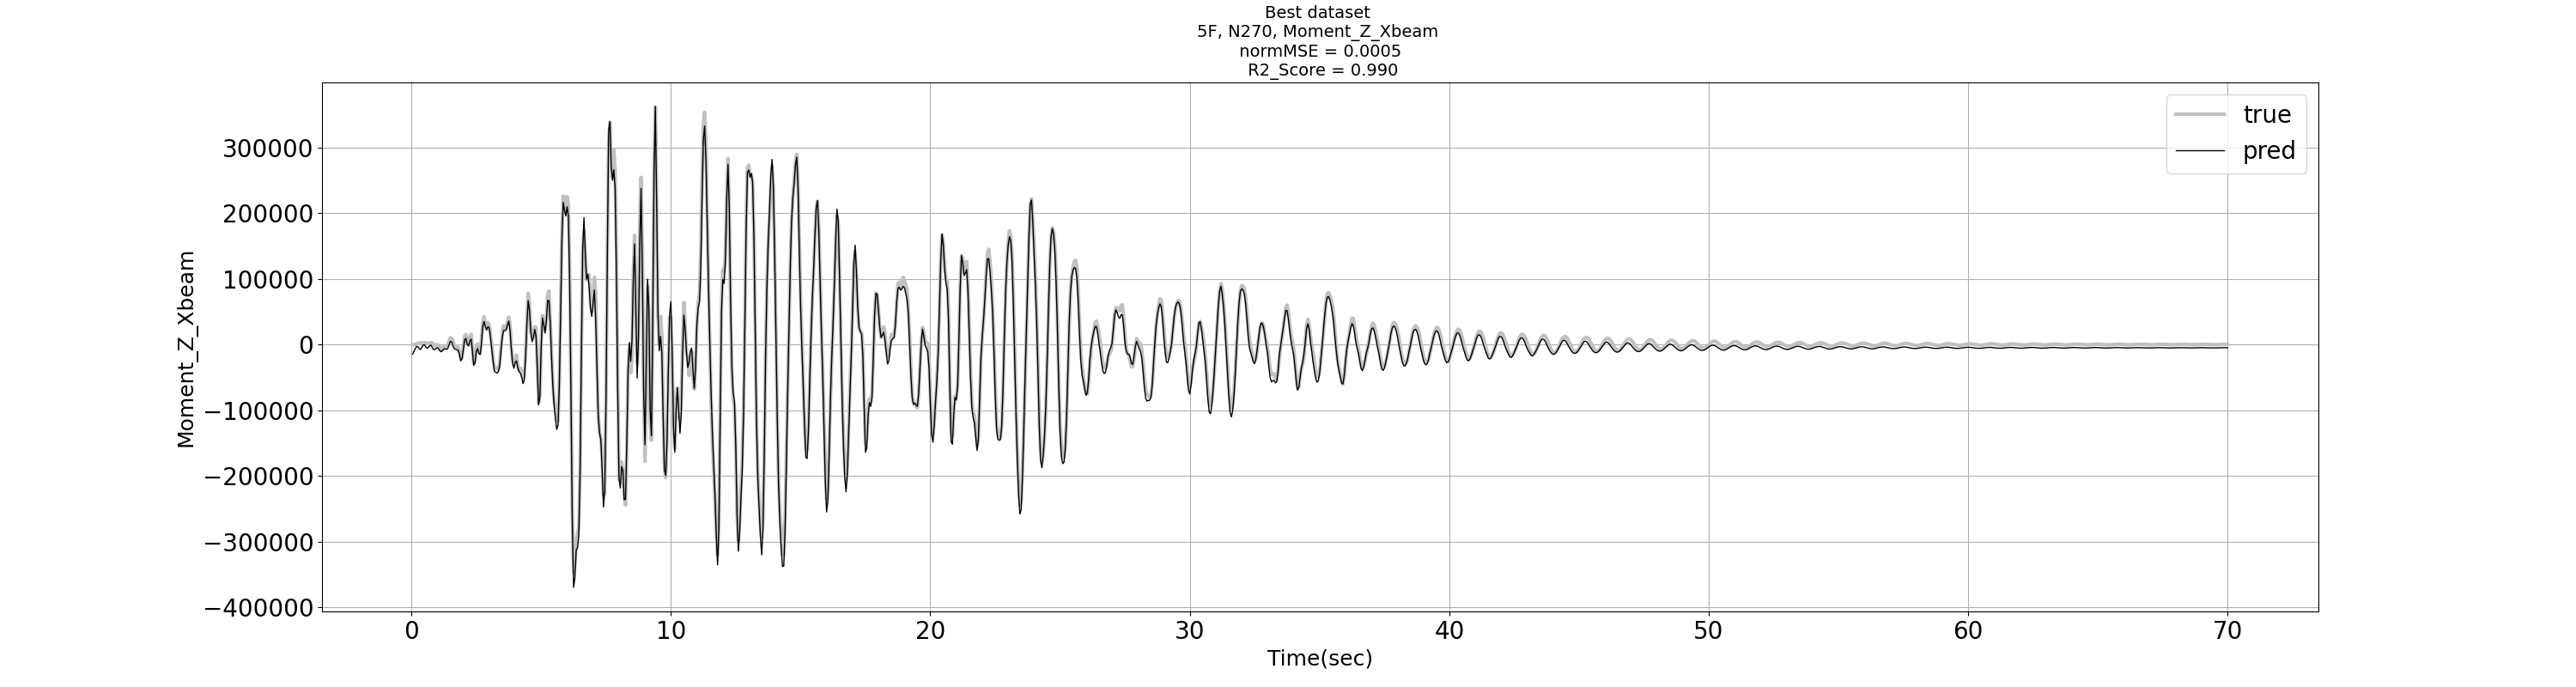 Best dataset
5F, N270, Moment_Z_Xbeam
normMSE = 0.0005
R2_Score = 0.990
true
pred
300000
200000
100000
0
−100000
−200000
−300000
−400000
Moment_Z_Xbeam
0 10 20 30 40 50 60 70
Time(sec)